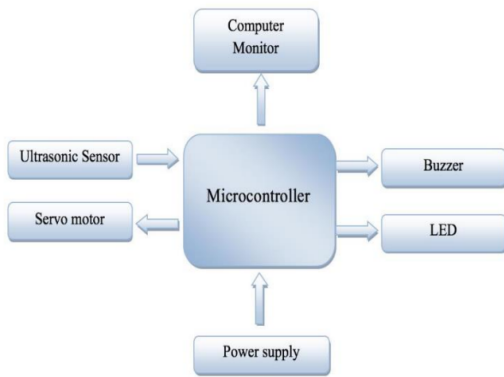 Computer
Monitor
Ultrasonic Sensor
Microcontroller
Buzzer
Servo motor
LED
Power supply